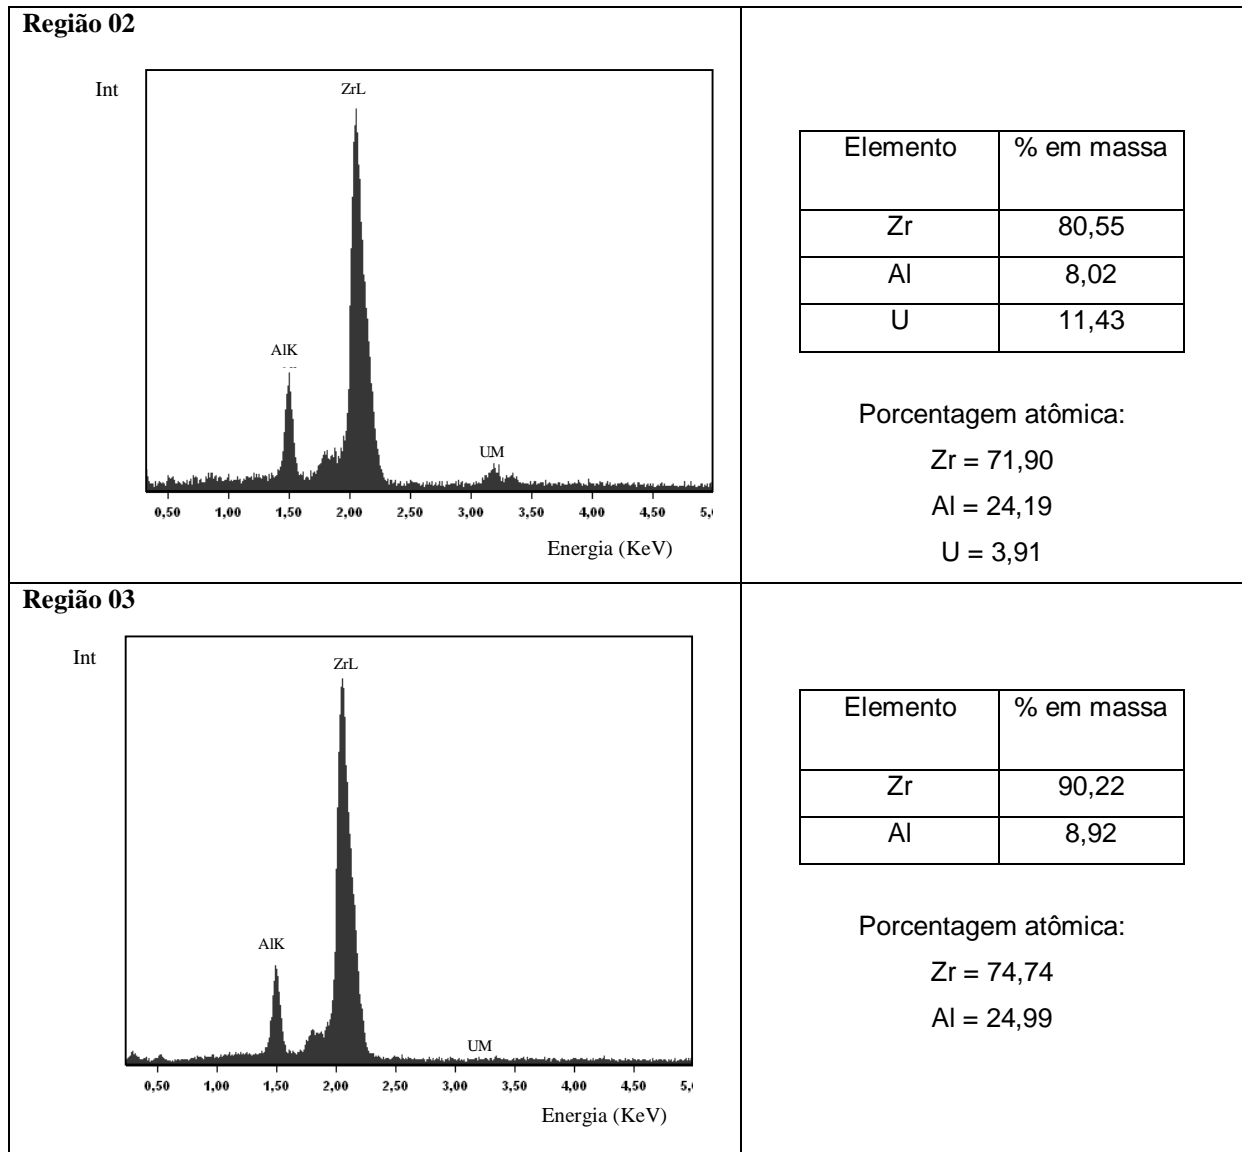 Região 02
Int
ZrL
AlK
UM
0,50 1,00 1,50 2,00 2,50 3,00 3,50 4,00 4,50 5,
Energia (KeV)
Elemento % em massa
Zr 80,55
Al 8,02
U 11,43
Porcentagem atômica:
Zr = 71,90
Al = 24,19
U = 3,91
Região 03
Int
ZrL
AlK
UM
0,50 1,00 1,50 2,00 2,50 3,00 3,50 4,00 4,50 5,
Energia (KeV)
Elemento % em massa
Zr 90,22
Al 8,92
Porcentagem atômica:
Zr = 74,74
Al = 24,99